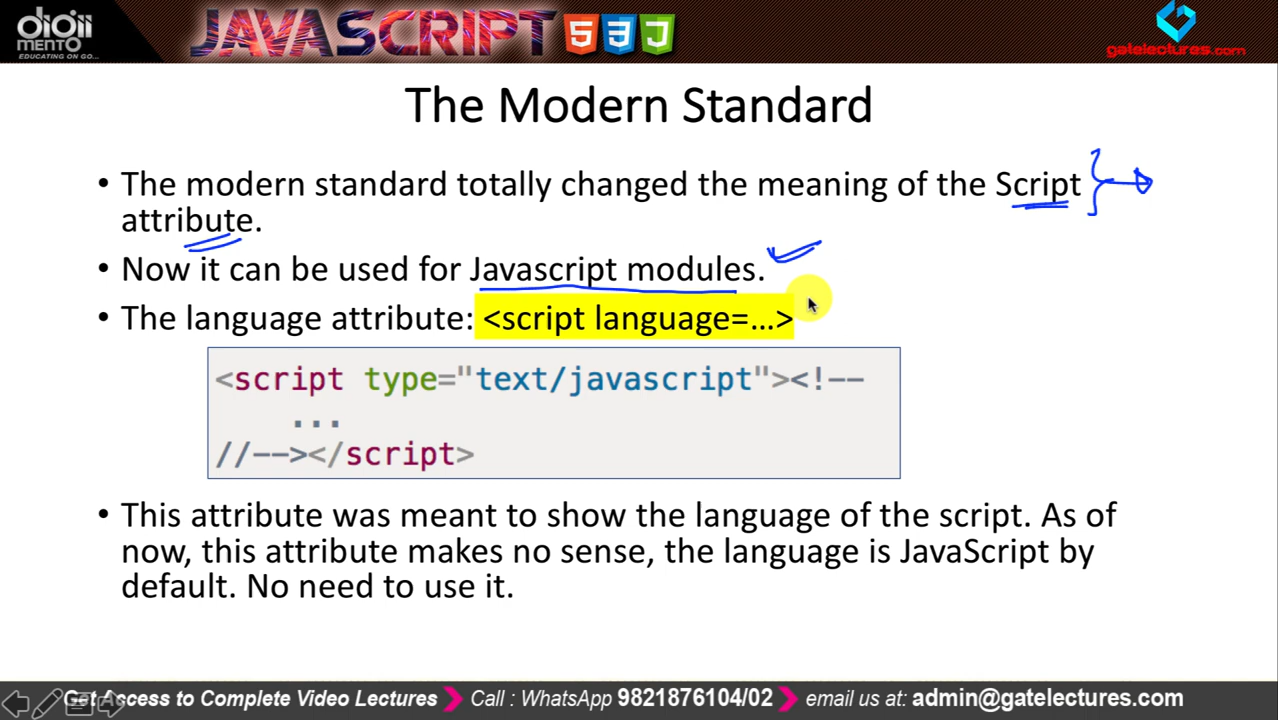 DIGII
MENTO
EDUCATING ON GO...
JAVASCRIPT 5 3 J
gatelectures.com
The Modern Standard
• The modern standard totally changed the meaning of the Script
attribute.
• Now it can be used for Javascript modules.
• The language attribute: <script language=...>
<script type="text/javascript"><!--
...
//--></script>
• This attribute was meant to show the language of the script. As of
now, this attribute makes no sense, the language is JavaScript by
default. No need to use it.
Get Access to Complete Video Lectures Call : WhatsApp 9821876104/02 email us at: admin@gatelectures.com